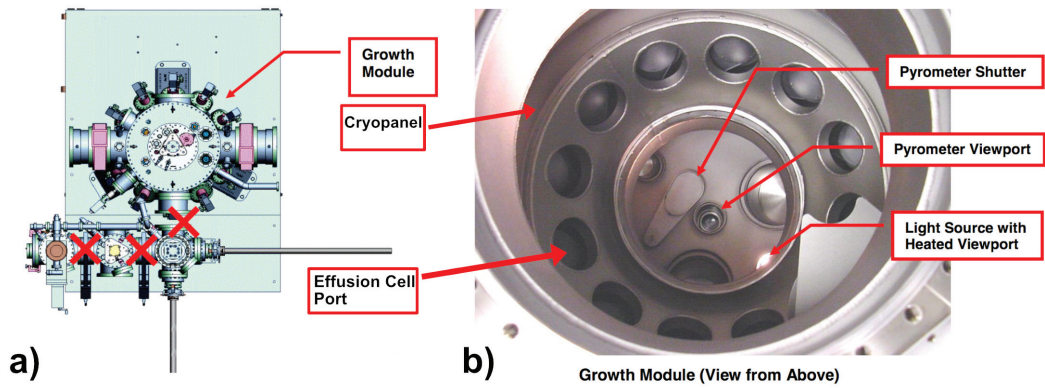 Growth
Module
Cryopanel
Effusion Cell
Port
a)
Pyrometer Shutter
Pyrometer Viewport
Light Source with
Heated Viewport
b)
Growth Module (View from Above)